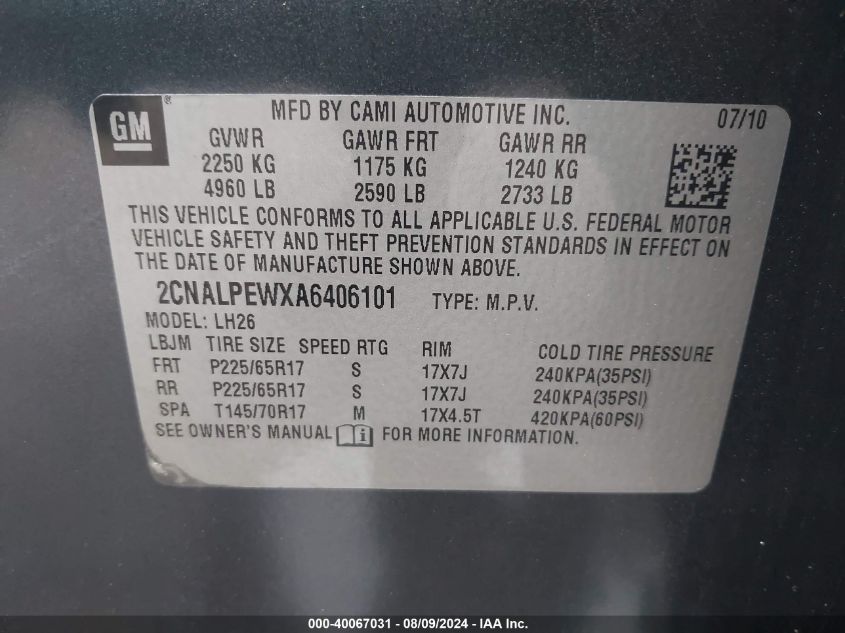 GM ® MFD BY CAMI AUTOMOTIVE INC. 07/10
GVWR GAWR FRT GAWR RR
2250 KG 1175 KG 1240 KG
4960 LB 2590 LB 2733 LB
THIS VEHICLE CONFORMS TO ALL APPLICABLE U.S. FEDERAL MOTOR
VEHICLE SAFETY AND THEFT PREVENTION STANDARDS IN EFFECT ON
THE DATE OF MANUFACTURE SHOWN ABOVE.
2CNALPEWXA6406101 TYPE: M.P.V.
MODEL: LH26
LBJM TIRE SIZE SPEED RTG RIM COLD TIRE PRESSURE
FRT P225/65R17 S 17X7J 240KPA(35PSI)
RR P225/65R17 S 17X7J 240KPA(35PSI)
SPA T145/70R17 M 17X4.5T 420KPA(60PSI)
SEE OWNER'S MANUAL i FOR MORE INFORMATION.
000-40067031 - 08/09/2024 - IAA Inc.